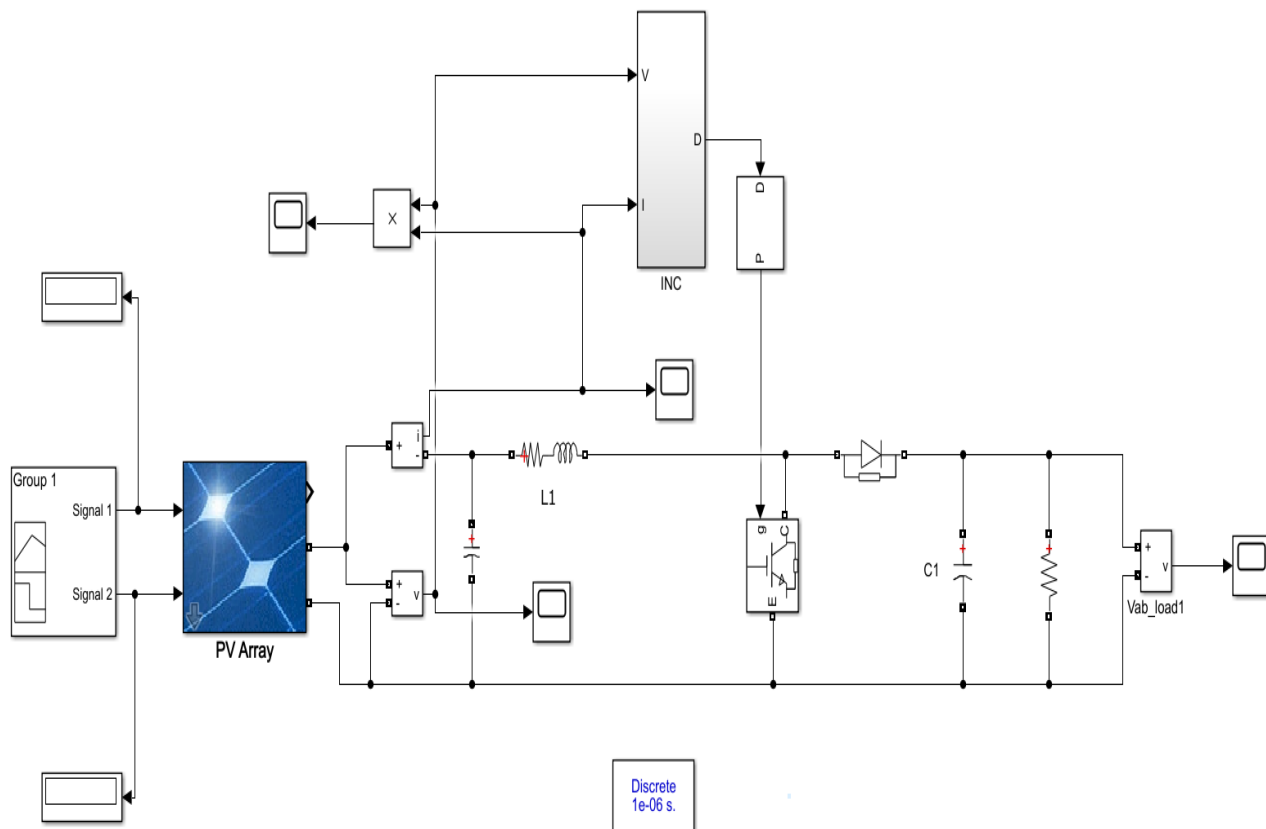 V
D
I
INC
D
P
X
Group 1
Signal 1
Signal 2
PV Array
+
i
-
+
-
v
+
L1
+
g
C
E
+
C1
+
+
-
v
Vab_load1
Discrete
1e-06 s.